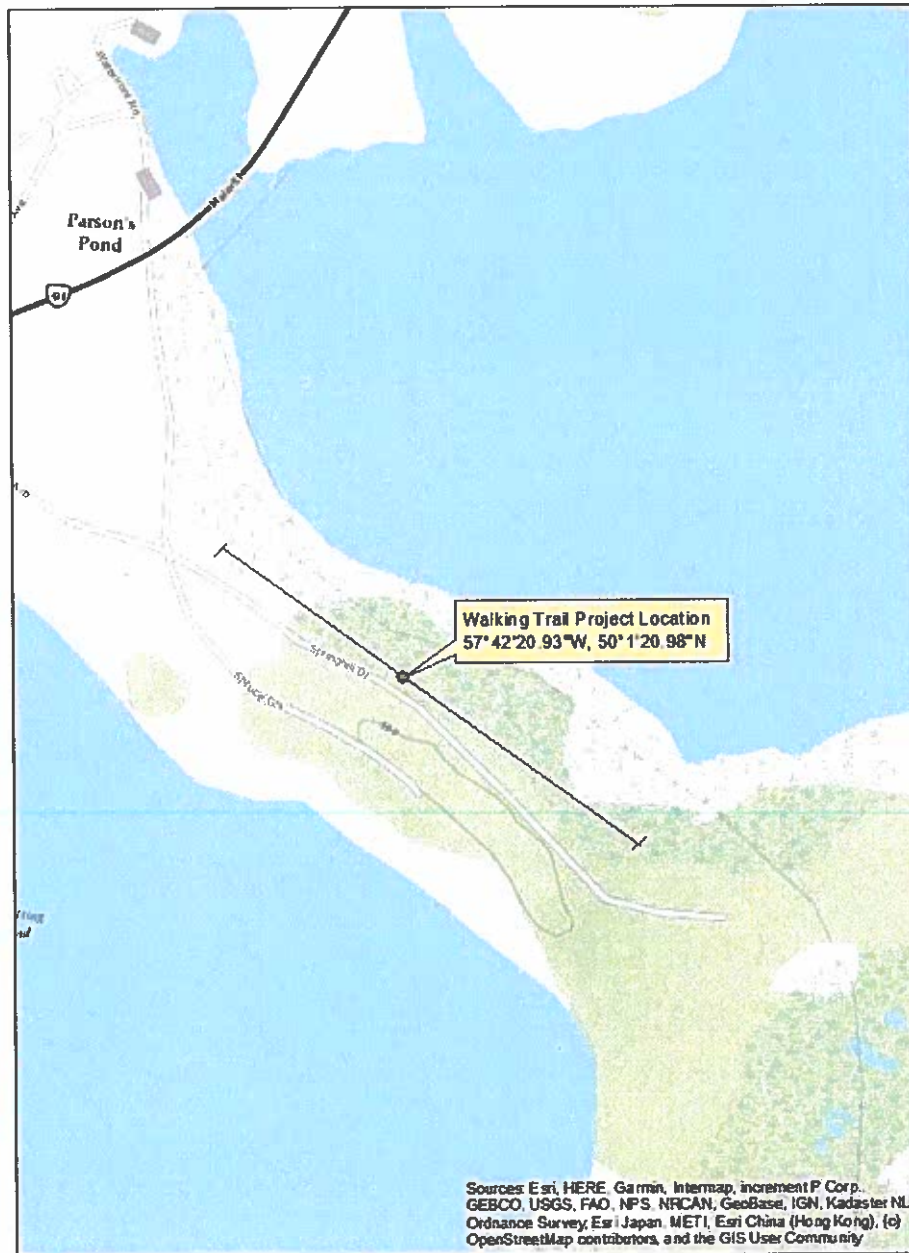 Parson's
Pond
Walking Trail Project Location
57°42'20.93"W, 50°1'20.98"N
Springhill Dr
Sources: Esri, HERE, Garmin, Intermap, increment P Corp.,
GEBCO, USGS, FAO, NPS, NRCAN, GeoBase, IGN, Kadaster NL,
Ordnance Survey, Esri Japan, METI, Esri China (Hong Kong), (c)
OpenStreetMap contributors, and the GIS User Community